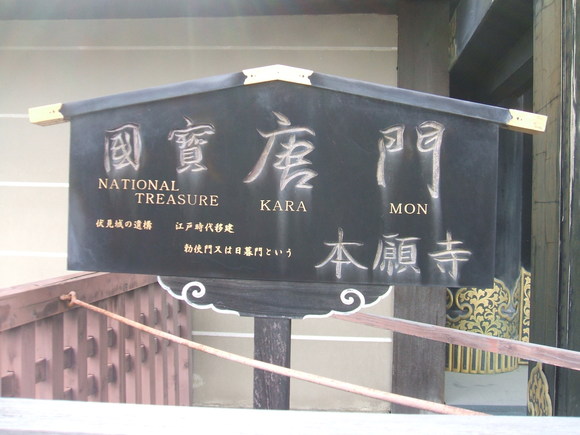 國寳 唐門
NATIONAL TREASURE KARA MON
伏見城の遺構 江戸時代移建
勅使門又は日暮門という
本願寺